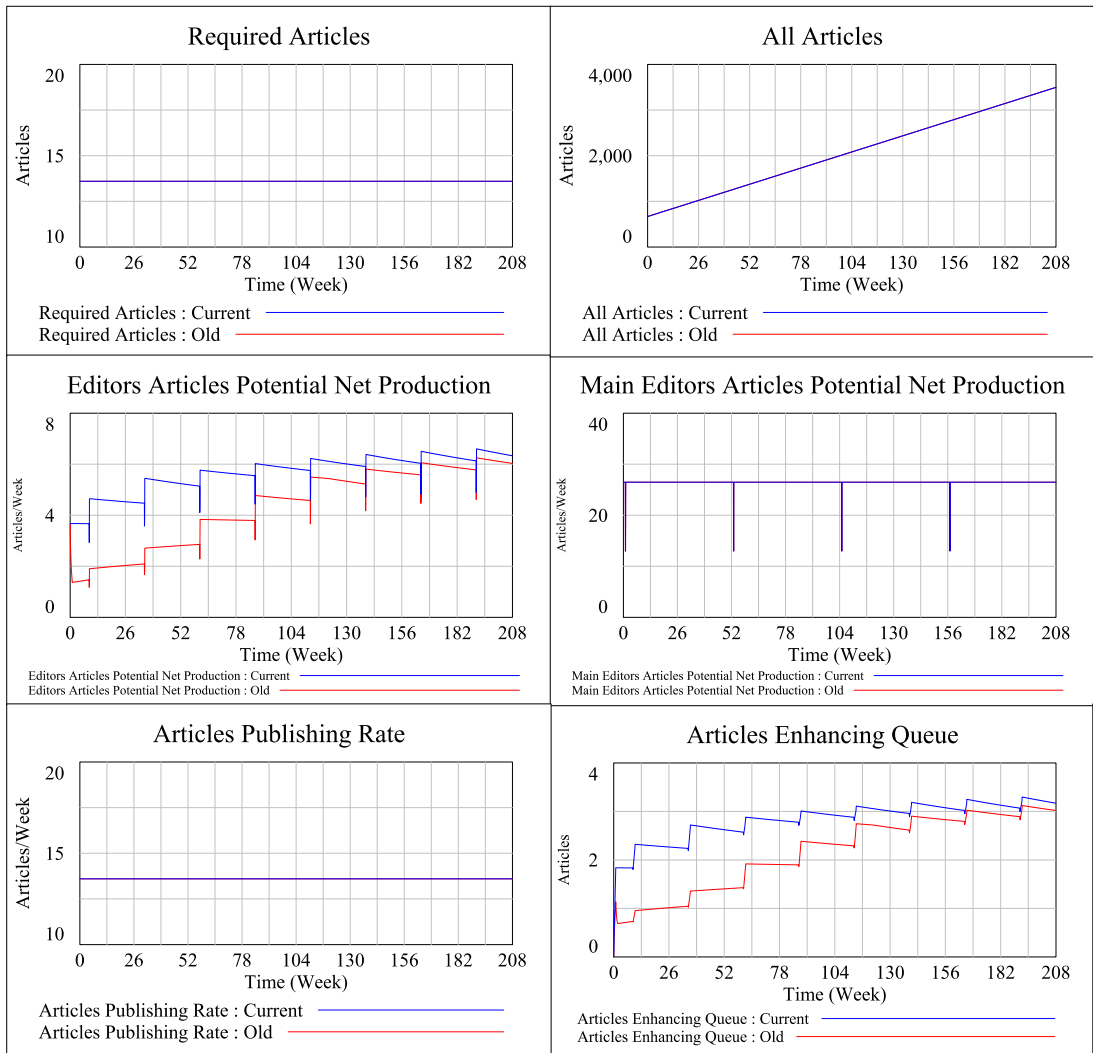 Required Articles
20
15
10
Articles
0 26 52 78 104 130 156 182 208
Time (Week)
Required Articles : Current
Required Articles : Old
All Articles
4,000
2,000
0
Articles
0 26 52 78 104 130 156 182 208
Time (Week)
All Articles : Current
All Articles : Old
Editors Articles Potential Net Production
8
4
0
Articles/Week
0 26 52 78 104 130 156 182 208
Time (Week)
Editors Articles Potential Net Production : Current
Editors Articles Potential Net Production : Old
Main Editors Articles Potential Net Production
40
20
0
Articles/Week
0 26 52 78 104 130 156 182 208
Time (Week)
Main Editors Articles Potential Net Production : Current
Main Editors Articles Potential Net Production : Old
Articles Publishing Rate
20
15
10
Articles/Week
0 26 52 78 104 130 156 182 208
Time (Week)
Articles Publishing Rate : Current
Articles Publishing Rate : Old
Articles Enhancing Queue
4
2
0
Articles
0 26 52 78 104 130 156 182 208
Time (Week)
Articles Enhancing Queue : Current
Articles Enhancing Queue : Old